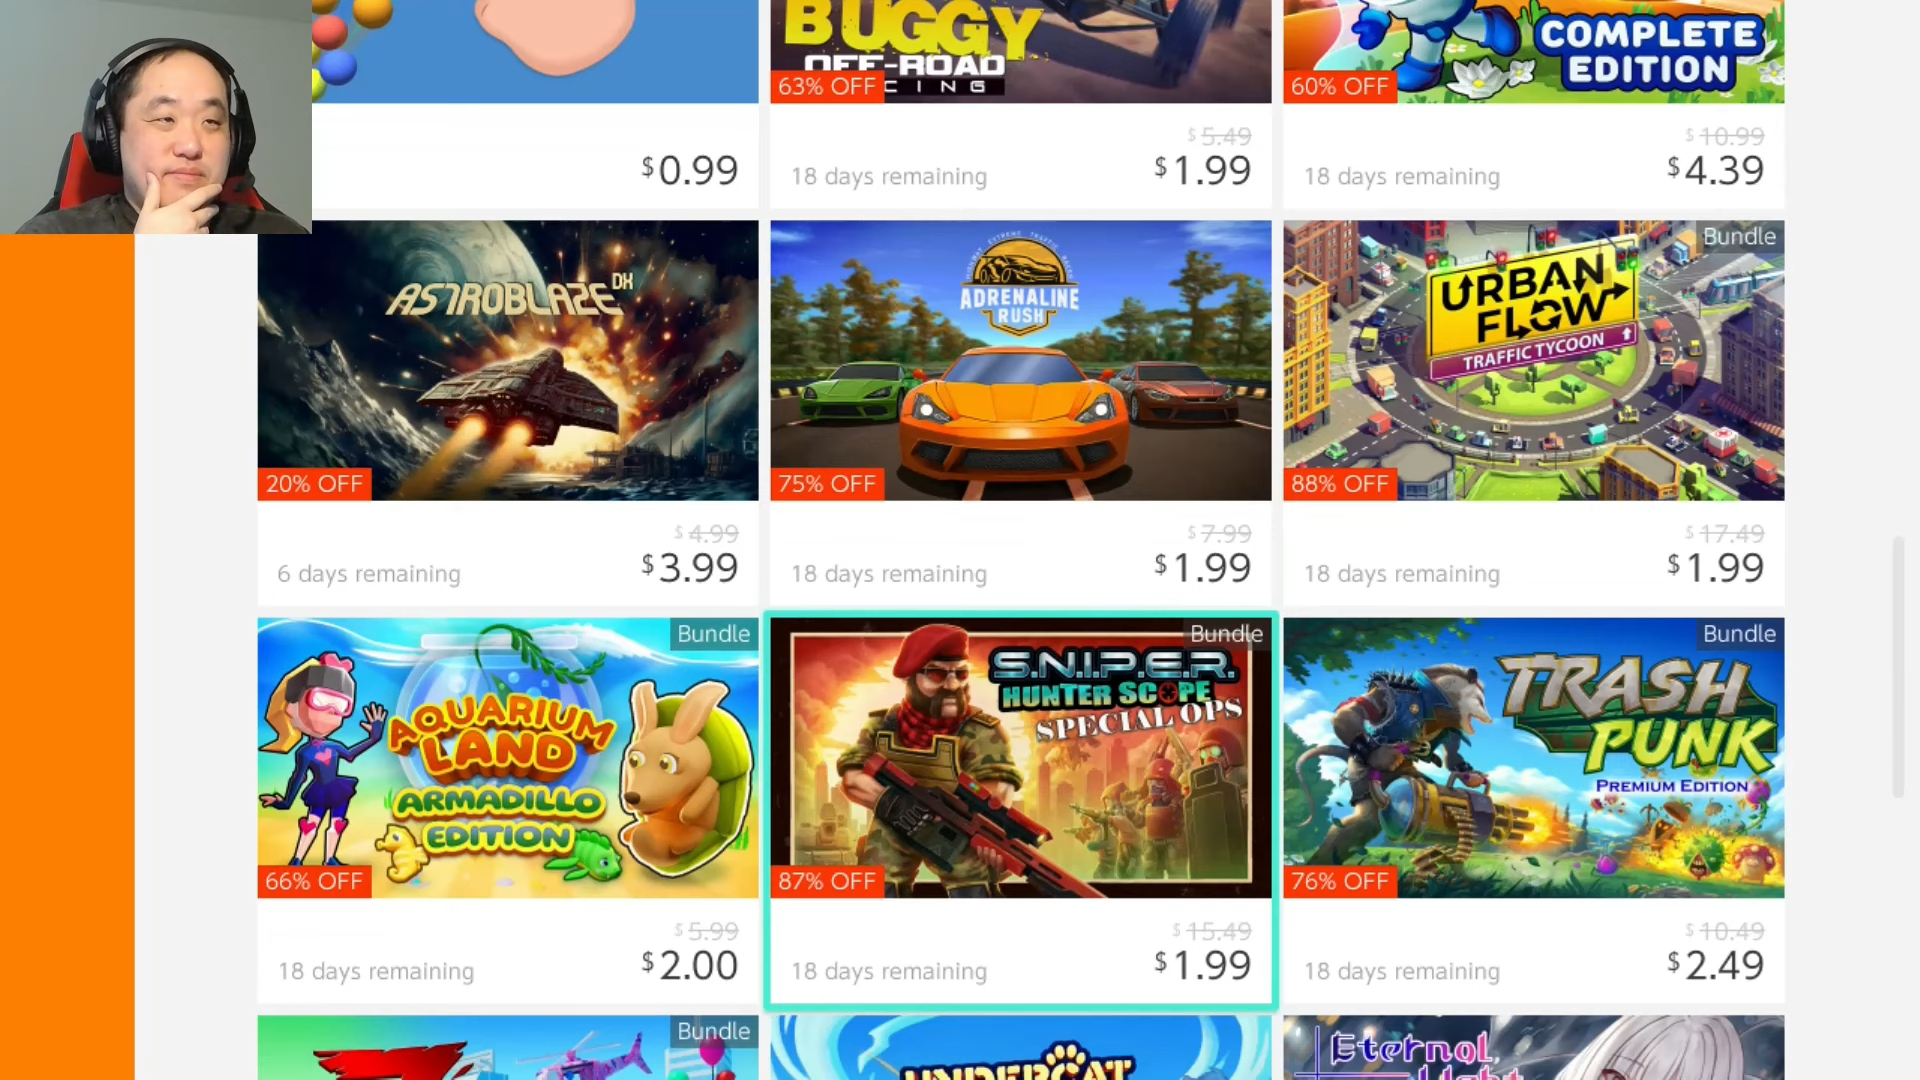 BUGGY
OFF-ROAD
CING
63% OFF
COMPLETE
EDITION
60% OFF
$0.99
$5.49
18 days remaining
$1.99
$10.99
18 days remaining
$4.39
ASTROBLAZE DX
20% OFF
$4.99
6 days remaining
$3.99
ADRENALINE
RUSH
75% OFF
$7.99
18 days remaining
$1.99
Bundle
URBAN
FLOW
TRAFFIC TYCOON
88% OFF
$17.49
18 days remaining
$1.99
Bundle
AQUARIUM
LAND
ARMADILLO
EDITION
66% OFF
$5.99
18 days remaining
$2.00
Bundle
S.N.I.P.E.R.
HUNTER SCOPE
SPECIAL OPS
87% OFF
$15.49
18 days remaining
$1.99
Bundle
TRASH
PUNK
PREMIUM EDITION
76% OFF
$10.49
18 days remaining
$2.49
Bundle
UNDERCAT
Eternal
Light